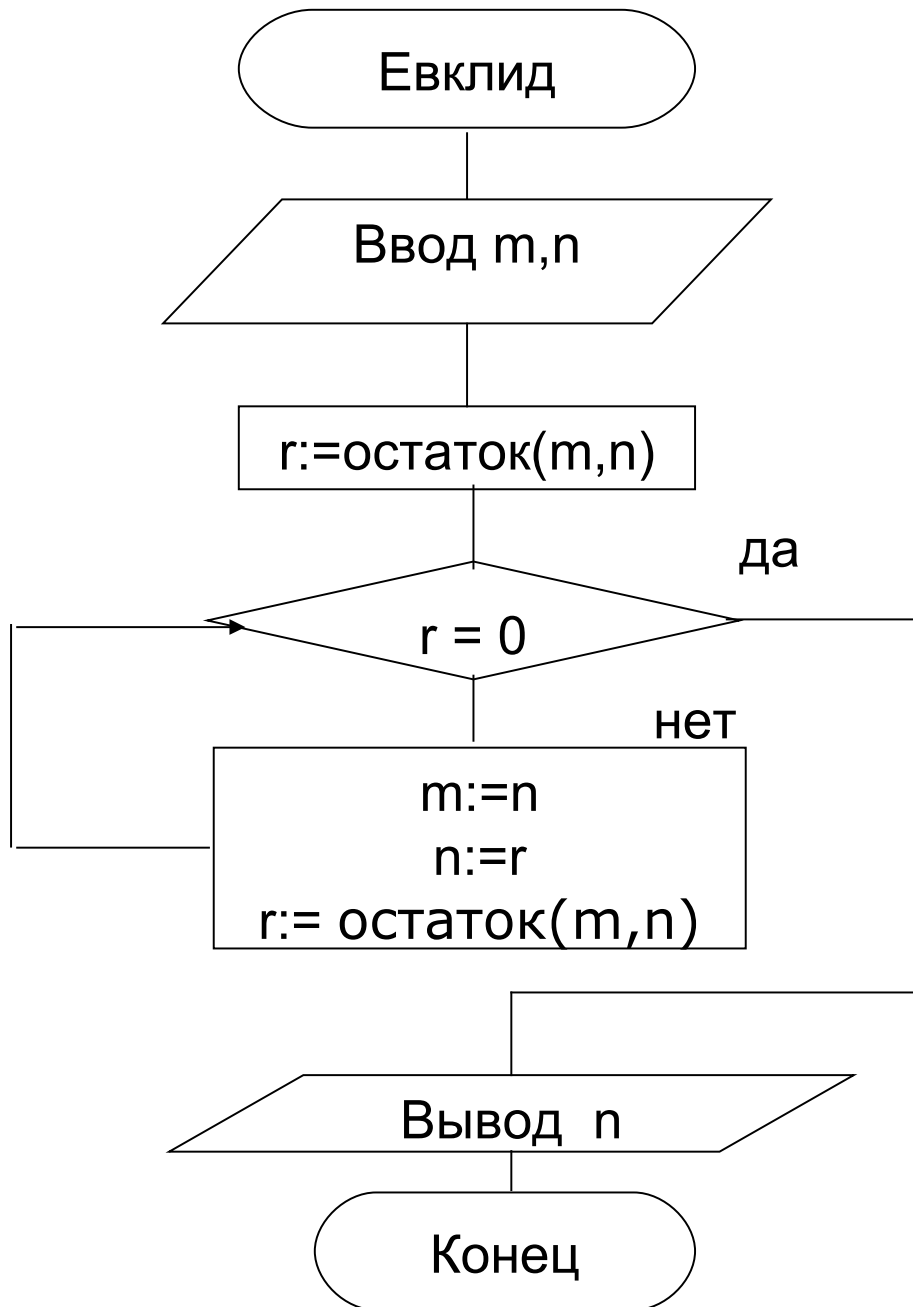 Евклид
Ввод m,n
r:=остаток(m,n)
да
r = 0
нет
m:=n
n:=r
r:= остаток(m,n)
Вывод n
Конец